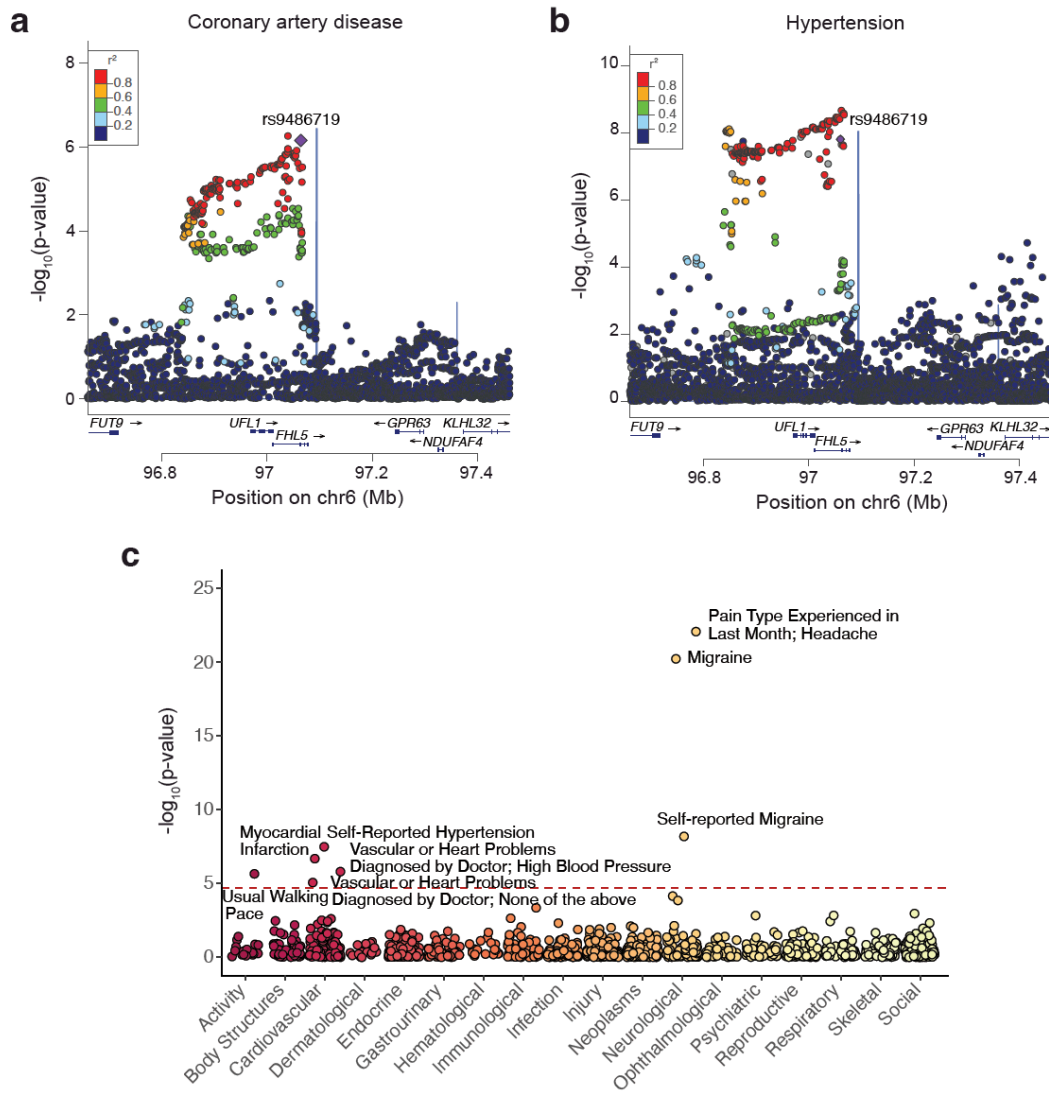 a
Coronary artery disease
8
6
4
2
0
-log10(p-value)
r²
0.8
0.6
0.4
0.2
rs9486719
FUT9 →
UFL1 →
FHL5 →
←GPR63
←NDUFAF4
KLHL32 →
96.8
97
97.2
97.4
Position on chr6 (Mb)
b
Hypertension
10
8
6
4
2
0
-log10(p-value)
r²
0.8
0.6
0.4
0.2
rs9486719
FUT9 →
UFL1 →
FHL5 →
←GPR63
←NDUFAF4
KLHL32 →
96.8
97
97.2
97.4
Position on chr6 (Mb)
c
25
20
15
10
5
0
-log10(p-value)
Pain Type Experienced in
Last Month; Headache
Migraine
Self-reported Migraine
Myocardial
Infarction
Self-Reported Hypertension
Vascular or Heart Problems
Diagnosed by Doctor; High Blood Pressure
Vascular or Heart Problems
Diagnosed by Doctor; None of the above
Usual Walking
Pace
Activity
Body Structures
Cardiovascular
Dermatological
Endocrine
Gastrourinary
Hematological
Immunological
Infection
Injury
Neoplasms
Neurological
Ophthalmological
Psychiatric
Reproductive
Respiratory
Skeletal
Social